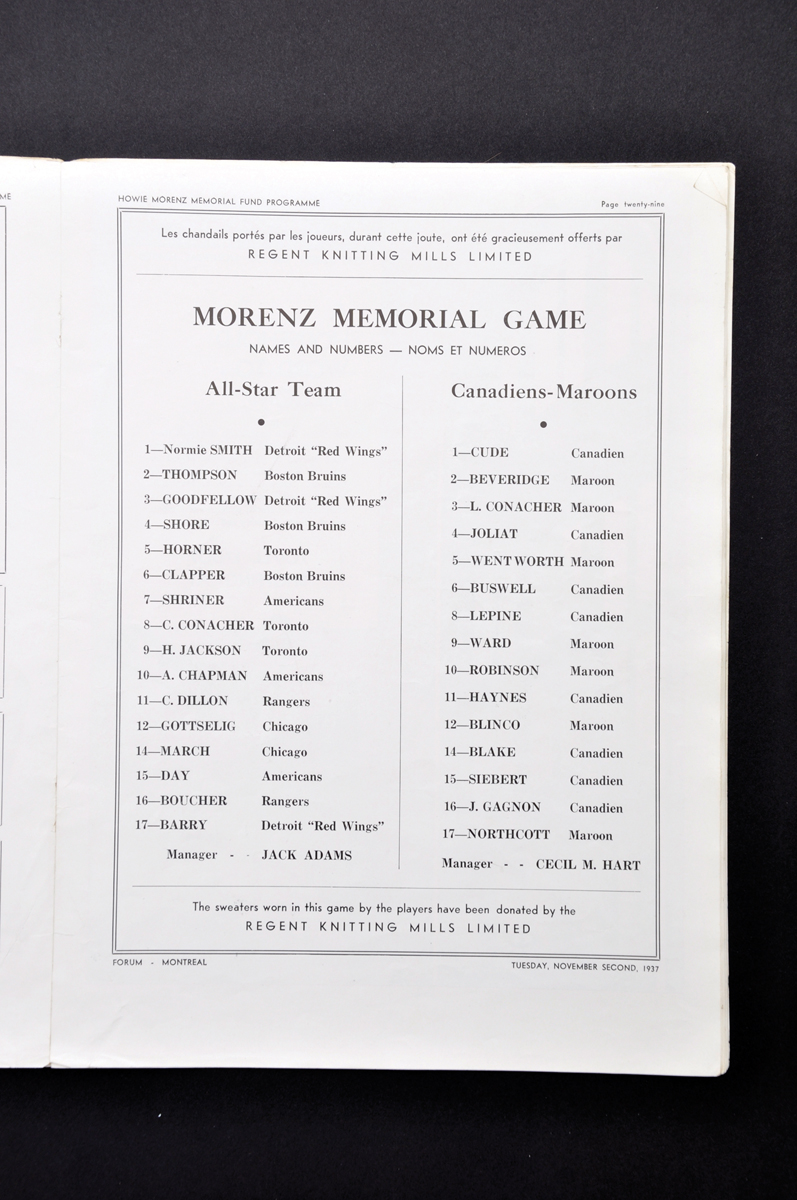 ME
HOWIE MORENZ MEMORIAL FUND PROGRAMME
Page twenty-nine
Les chandails portés par les joueurs, durant cette joute, ont été gracieusement offerts par
REGENT KNITTING MILLS LIMITED
MORENZ MEMORIAL GAME
NAMES AND NUMBERS — NOMS ET NUMEROS
All-Star Team
1—Normie SMITH Detroit "Red Wings"
2—THOMPSON Boston Bruins
3—GOODFELLOW Detroit "Red Wings"
4—SHORE Boston Bruins
5—HORNER Toronto
6—CLAPPER Boston Bruins
7—SHRINER Americans
8—C. CONACHER Toronto
9—H. JACKSON Toronto
10—A. CHAPMAN Americans
11—C. DILLON Rangers
12—GOTTSELIG Chicago
14—MARCH Chicago
15—DAY Americans
16—BOUCHER Rangers
17—BARRY Detroit "Red Wings"
Manager - - JACK ADAMS
Canadiens-Maroons
1—CUDE Canadien
2—BEVERIDGE Maroon
3—L. CONACHER Maroon
4—JOLIAT Canadien
5—WENTWORTH Maroon
6—BUSWELL Canadien
8—LEPINE Canadien
9—WARD Maroon
10—ROBINSON Maroon
11—HAYNES Canadien
12—BLINCO Maroon
14—BLAKE Canadien
15—SIEBERT Canadien
16—J. GAGNON Canadien
17—NORTHCOTT Maroon
Manager - - CECIL M. HART
The sweaters worn in this game by the players have been donated by the
REGENT KNITTING MILLS LIMITED
FORUM - MONTREAL
TUESDAY, NOVEMBER SECOND, 1937